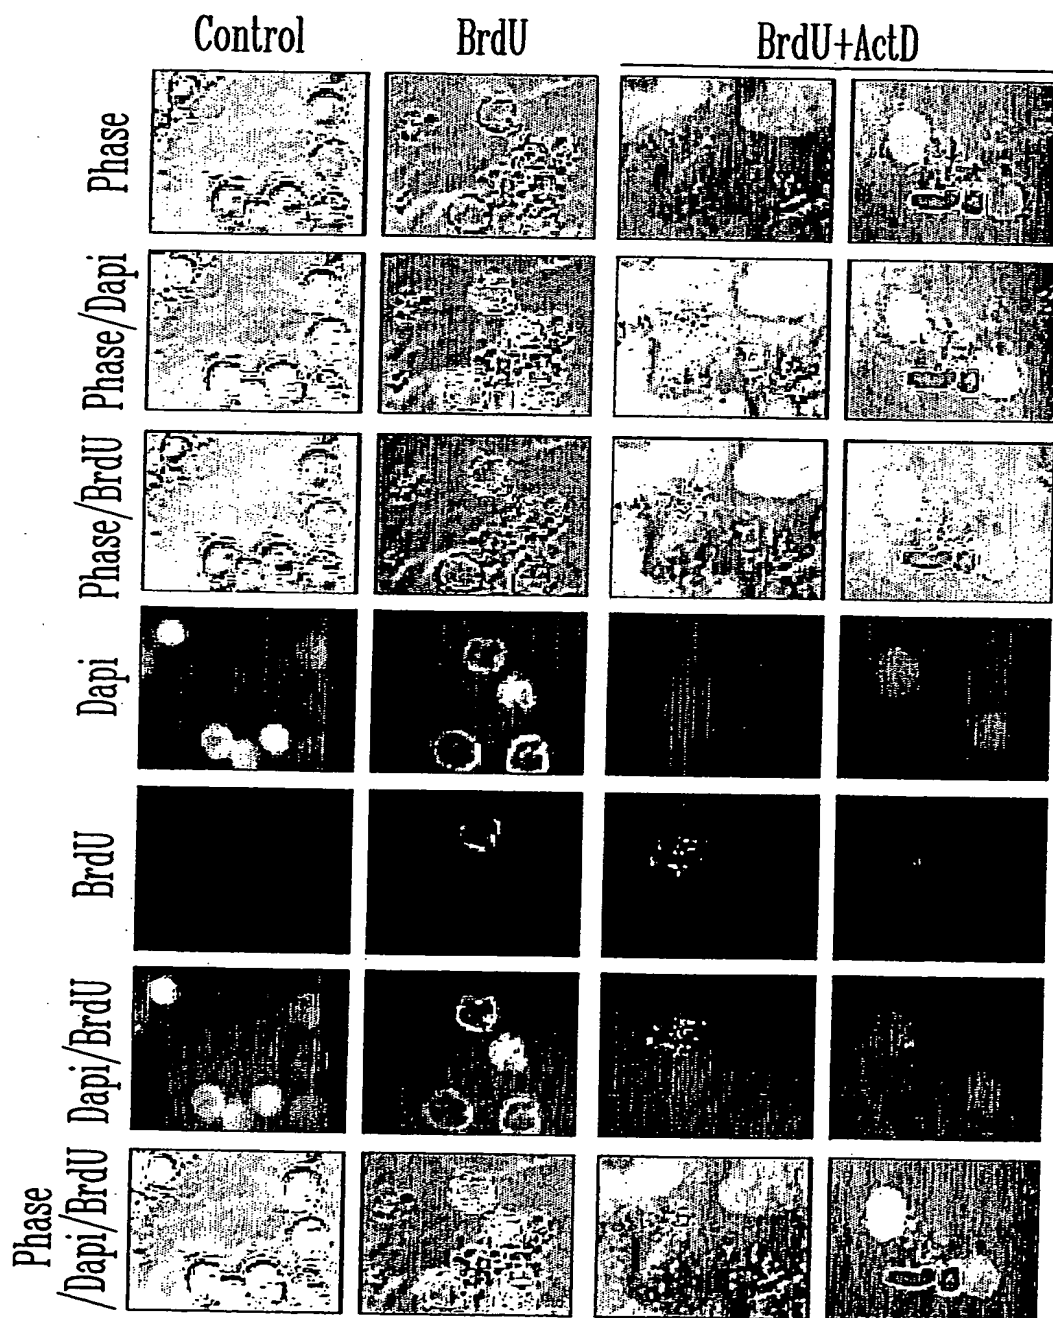 Control BrdU BrdU+ActD
Phase
Phase/Dapi
Phase/BrdU
Dapi
BrdU
Dapi/BrdU
Phase
/Dapi/BrdU